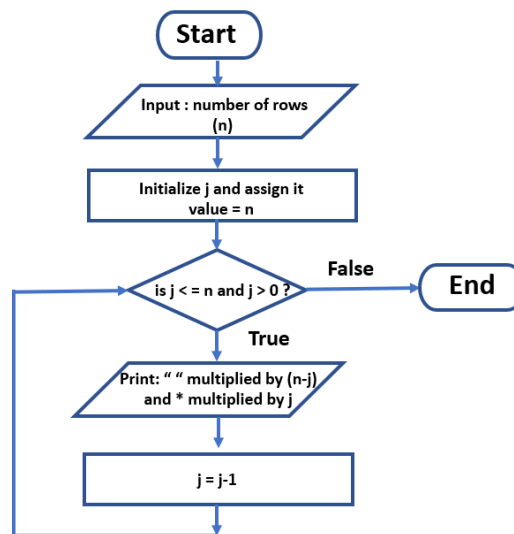 Start
Input : number of rows
(n)
Initialize j and assign it
value = n
is j < = n and j > 0 ?
False
End
True
Print: “ “ multiplied by (n-j)
and * multiplied by j
j = j-1